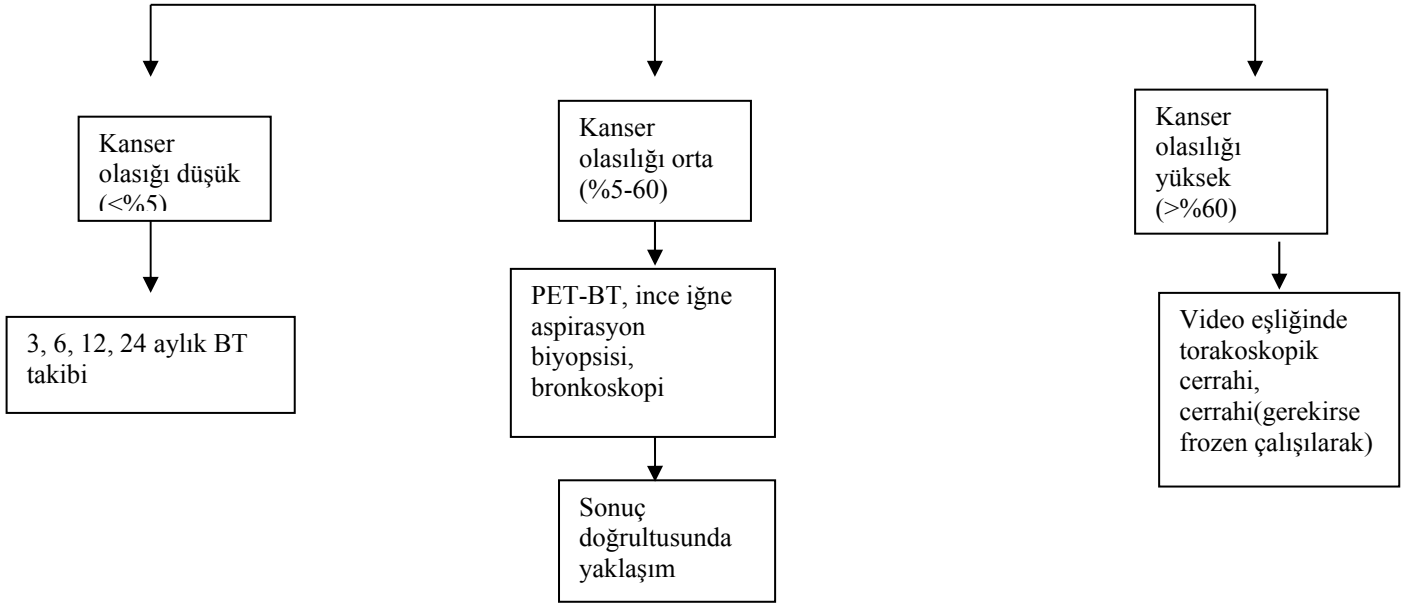 Kanser
olasığı düşük
(<%5)
3, 6, 12, 24 aylık BT
takibi
Kanser
olasılığı orta
(%5-60)
PET-BT, ince iğne
aspirasyon
biyopsisi,
bronkoskopi
Sonuç
doğrultusunda
yaklaşım
Kanser
olasılığı
yüksek
(>%60)
Video eşliğinde
torakoskopik
cerrahi,
cerrahi(gerekirse
frozen çalışılarak)